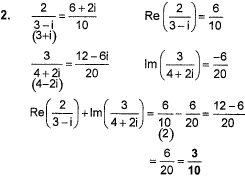 2. 2/(3−i) = (6+2i)/10   Re(2/(3−i)) = 6/10
(3+i)
3/(4+2i) = (12−6i)/20   Im(3/(4+2i)) = −6/20
(4−2i)
Re(2/(3−i)) + Im(3/(4+2i)) = 6/10 − 6/20 = (12−6)/20
(2)
= 6/20 = 3/10